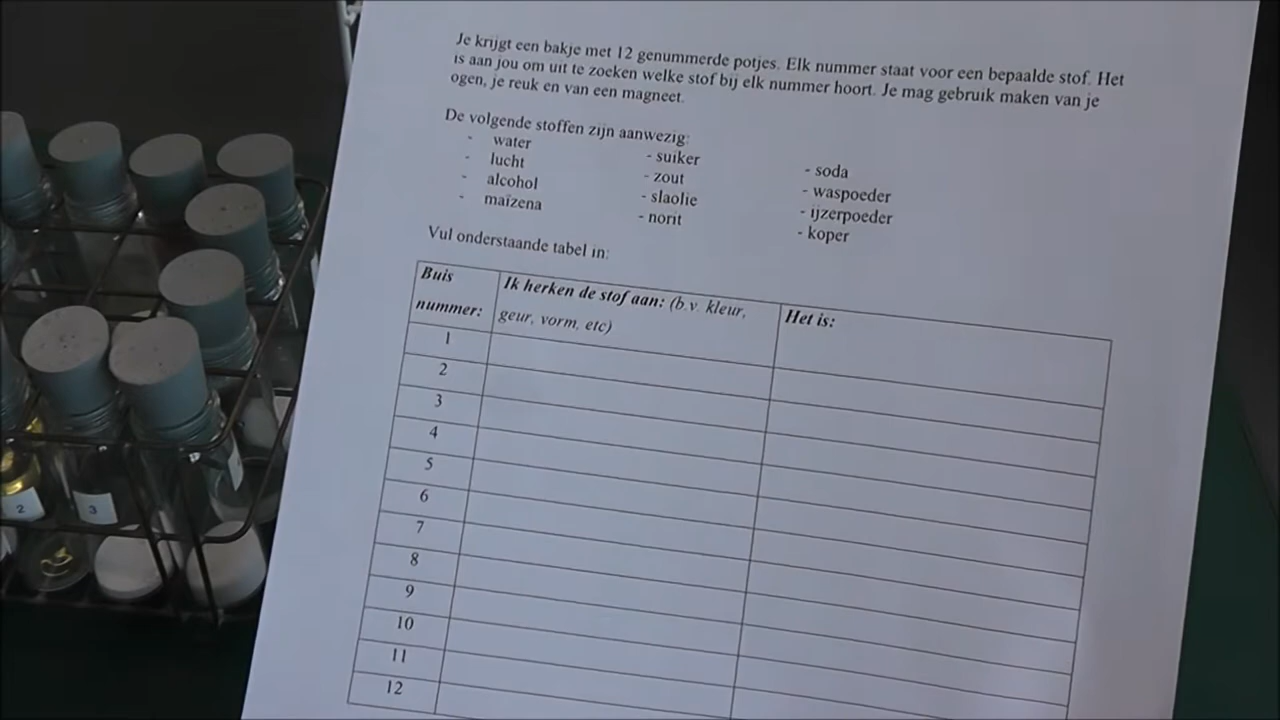 Je krijgt een bakje met 12 genummerde potjes. Elk nummer staat voor een bepaalde stof. Het
is aan jou om uit te zoeken welke stof bij elk nummer hoort. Je mag gebruik maken van je
ogen, je reuk en van een magneet.
De volgende stoffen zijn aanwezig:
- water
- lucht
- alcohol
- maïzena
- suiker
- zout
- slaolie
- norit
- soda
- waspoeder
- ijzerpoeder
- koper
Vul onderstaande tabel in:
Buis
nummer:
Ik herken de stof aan: (b.v. kleur,
geur, vorm, etc)
Het is:
1
2
3
4
5
6
7
8
9
10
11
12
2
3